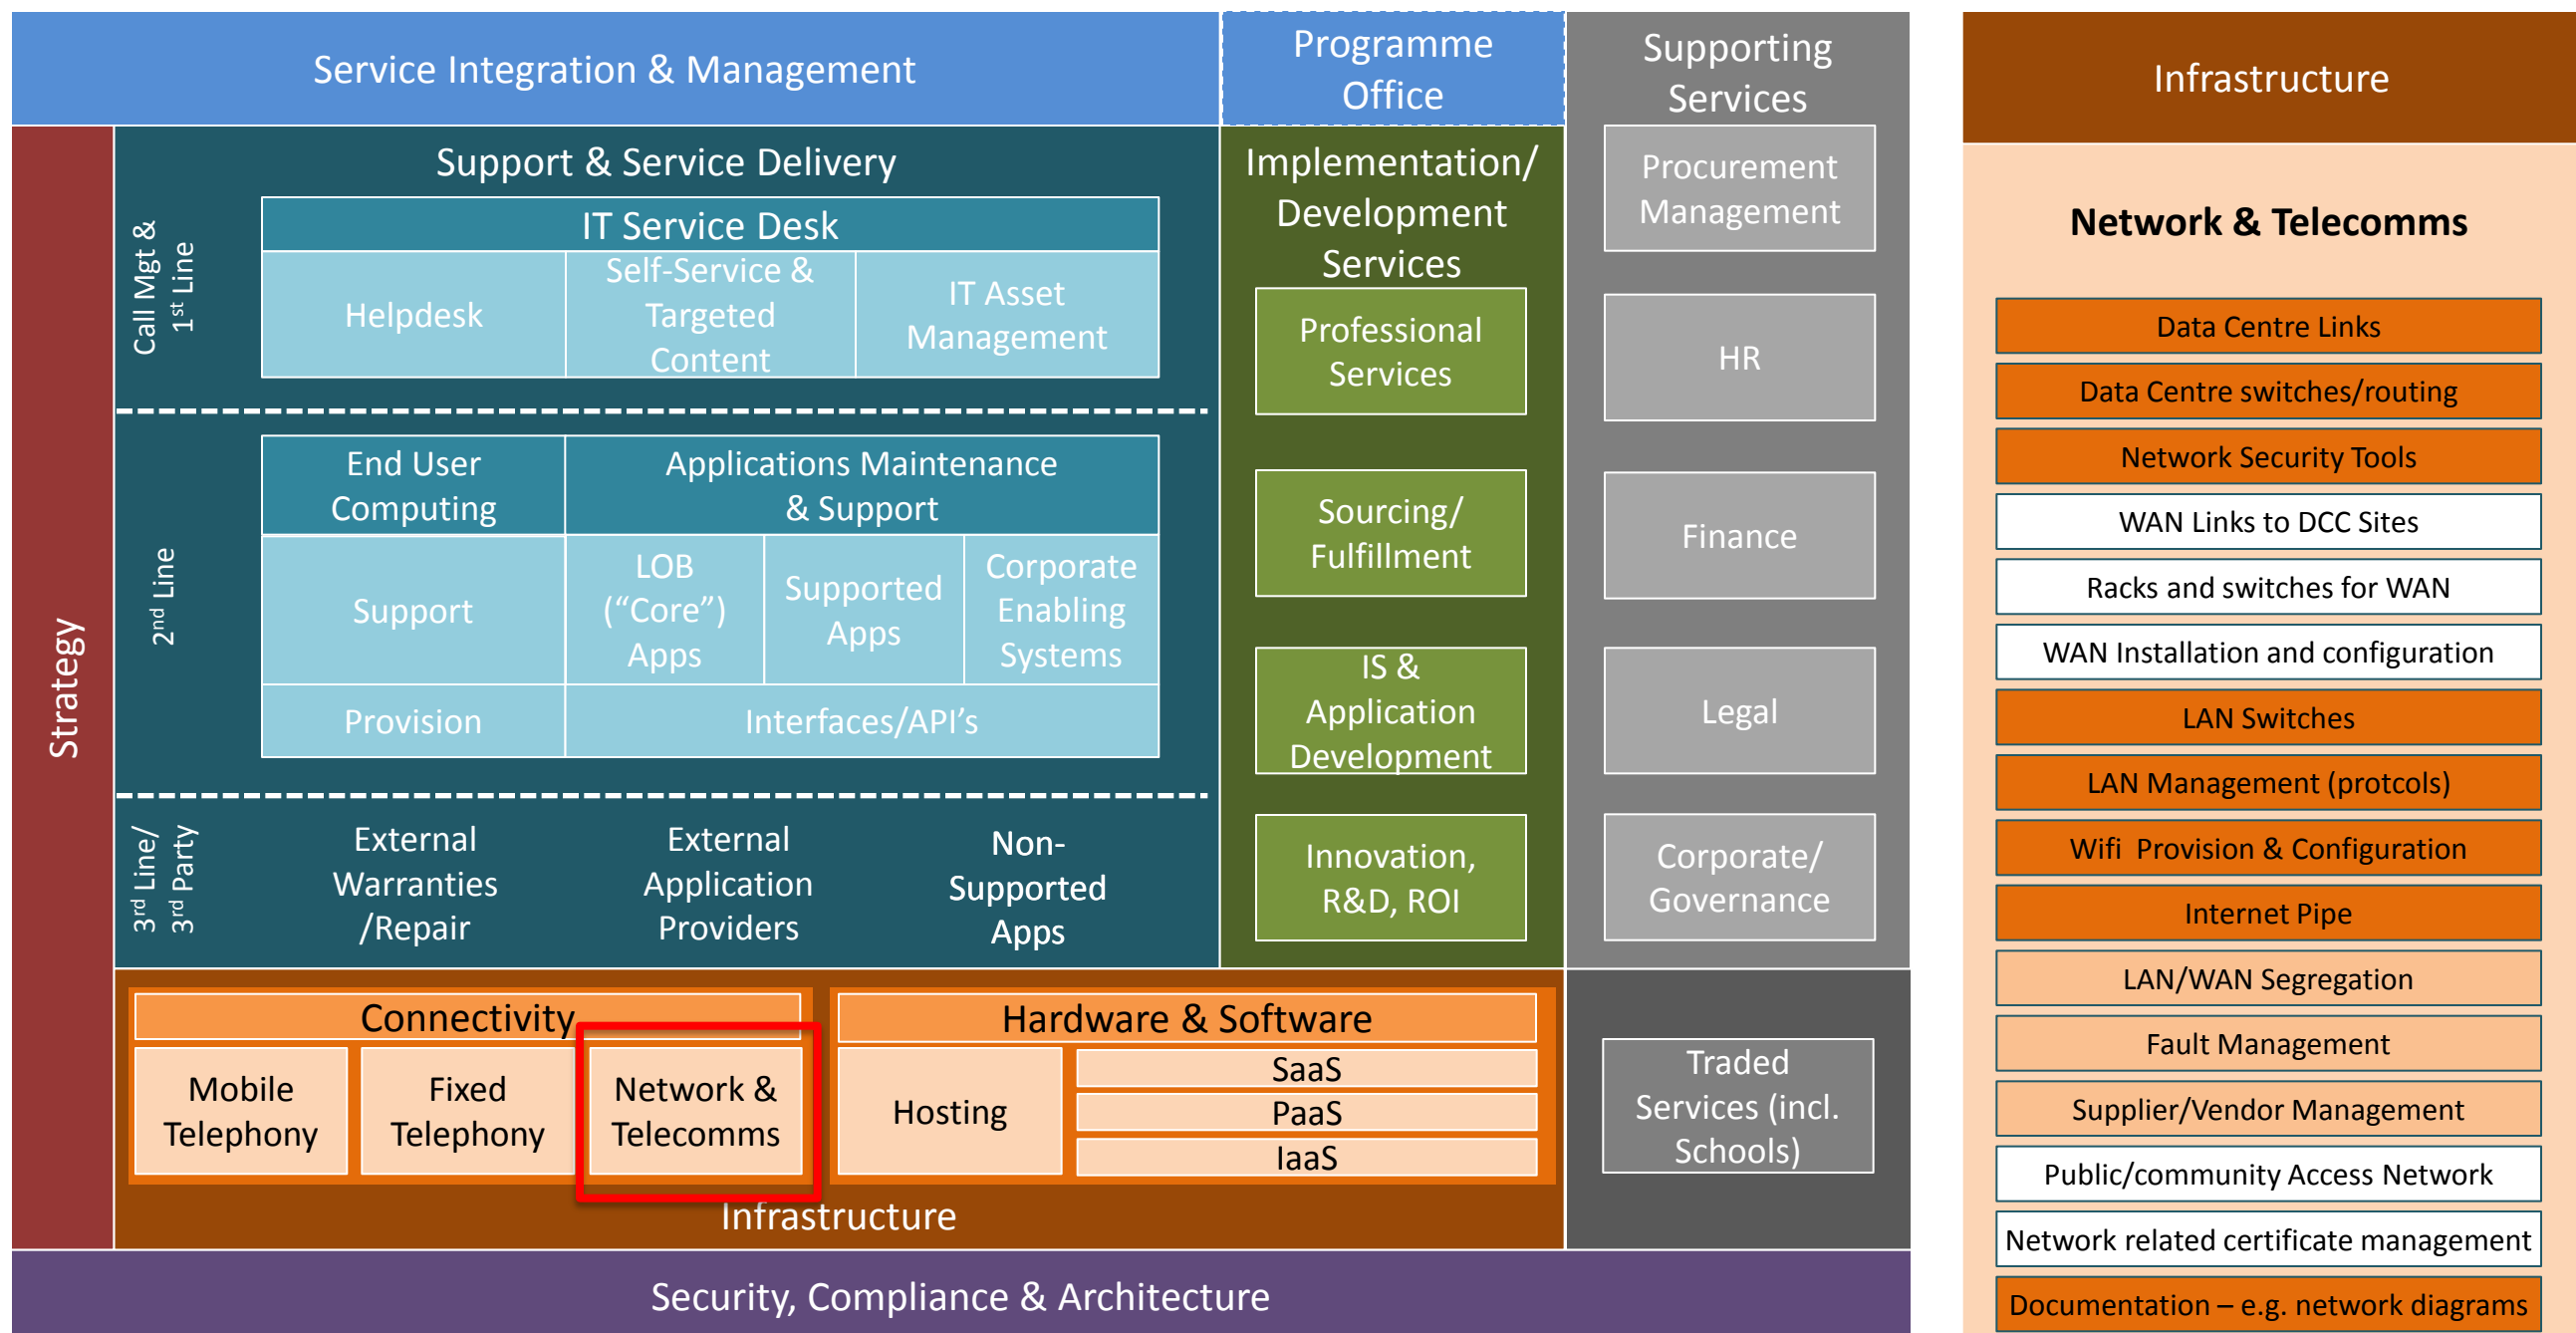 Service Integration & Management
Programme
Office
Supporting
Services
Strategy
Support & Service Delivery
Call Mgt &
1st Line
IT Service Desk
Helpdesk
Self-Service &
Targeted
Content
IT Asset
Management
2nd Line
End User
Computing
Applications Maintenance
& Support
Support
LOB
(“Core”)
Apps
Supported
Apps
Corporate
Enabling
Systems
Provision
Interfaces/API’s
3rd Line/
3rd Party
External
Warranties
/Repair
External
Application
Providers
Non-
Supported
Apps
Implementation/
Development
Services
Professional
Services
Sourcing/
Fulfillment
IS &
Application
Development
Innovation,
R&D, ROI
Procurement
Management
HR
Finance
Legal
Corporate/
Governance
Connectivity
Mobile
Telephony
Fixed
Telephony
Network &
Telecomms
Hardware & Software
Hosting
SaaS
PaaS
IaaS
Infrastructure
Traded
Services (incl.
Schools)
Security, Compliance & Architecture
Infrastructure
Network & Telecomms
Data Centre Links
Data Centre switches/routing
Network Security Tools
WAN Links to DCC Sites
Racks and switches for WAN
WAN Installation and configuration
LAN Switches
LAN Management (protcols)
Wifi Provision & Configuration
Internet Pipe
LAN/WAN Segregation
Fault Management
Supplier/Vendor Management
Public/community Access Network
Network related certificate management
Documentation – e.g. network diagrams